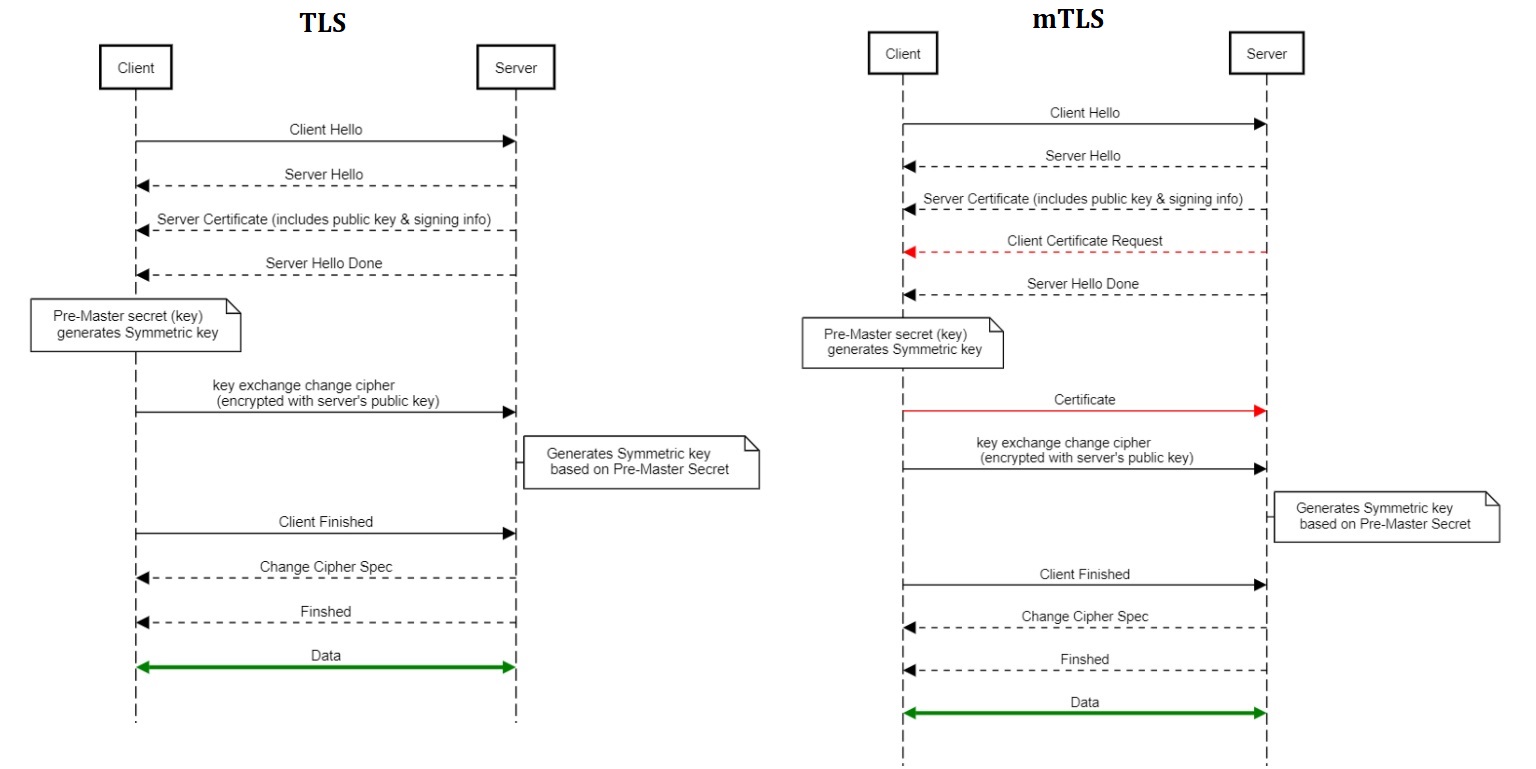 TLS
Client
Server
Client Hello
Server Hello
Server Certificate (includes public key & signing info)
Server Hello Done
Pre-Master secret (key)
generates Symmetric key
key exchange change cipher
(encrypted with server's public key)
Generates Symmetric key
based on Pre-Master Secret
Client Finished
Change Cipher Spec
Finshed
Data
mTLS
Client
Server
Client Hello
Server Hello
Server Certificate (includes public key & signing info)
Client Certificate Request
Server Hello Done
Pre-Master secret (key)
generates Symmetric key
Certificate
key exchange change cipher
(encrypted with server's public key)
Generates Symmetric key
based on Pre-Master Secret
Client Finished
Change Cipher Spec
Finshed
Data